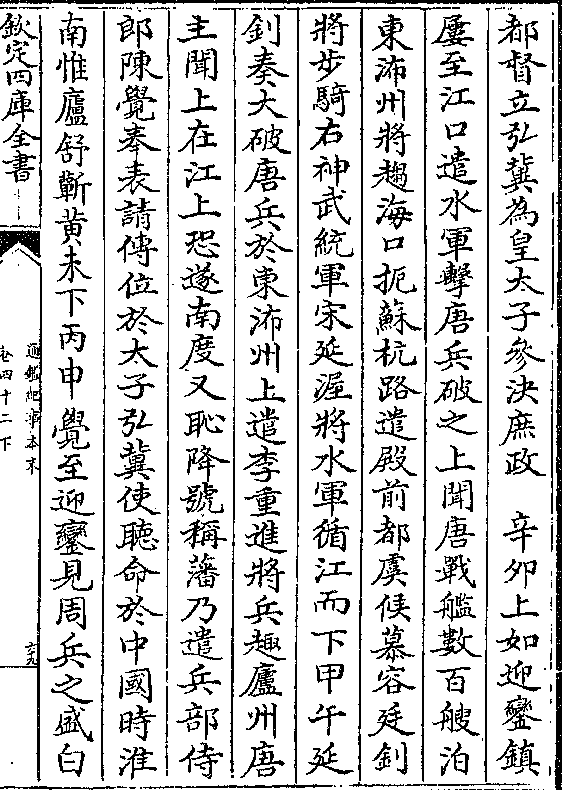 都督立弘冀為皇太子參決庶政　辛卯上如迎鑾鎮
屢至江口遣水軍擊唐兵破之上聞唐戰艦數百艘泊
東㳍州將趨海口扼蘇杭路遣殿前都虞候慕容延釗
將步騎右神武統軍宋延渥將水軍循江而下甲午延
釗奏大破唐兵於東㳍州上遣李重進將兵趣廬州唐
主聞上在江上恐遂南度又恥降號稱藩乃遣兵部侍
郎陳覺奉表請傳位於太子弘冀使聽命於中國時淮
南惟廬舒蘄黄未下丙申覺至迎鑾見周兵之盛白
欽定四庫全書
通鑑紀事本末
卷四十二下
六九